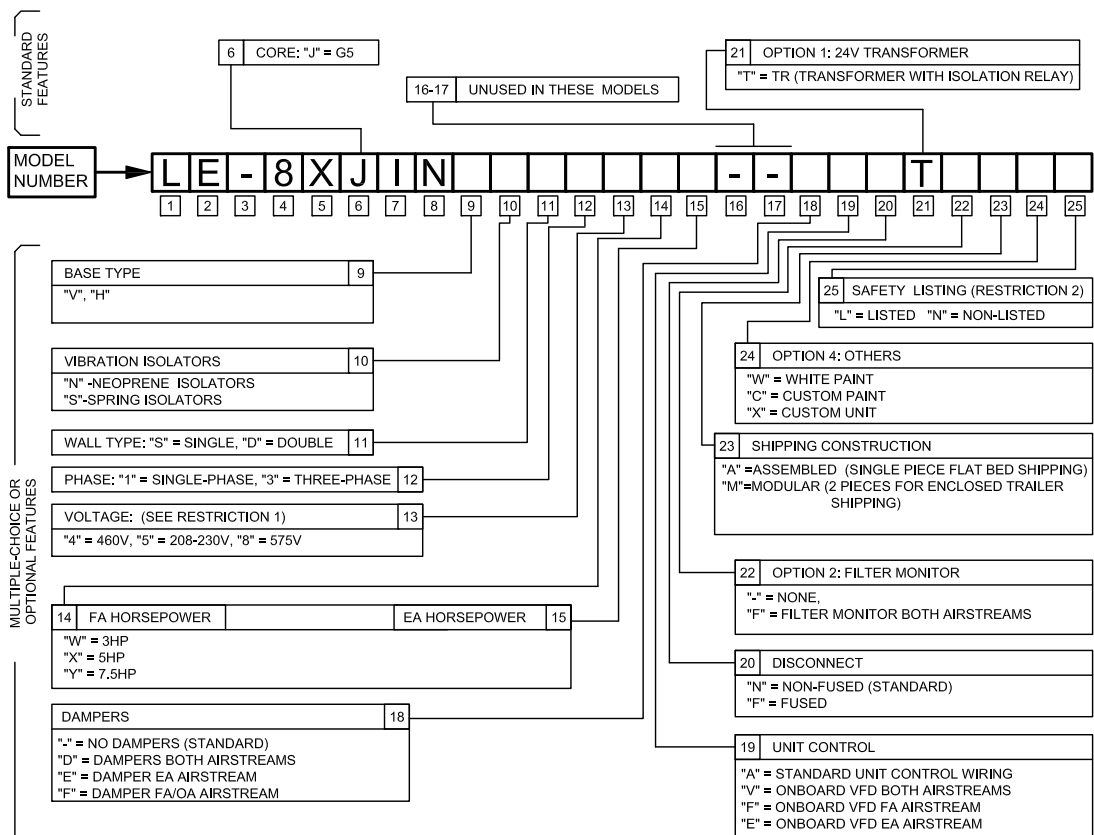 STANDARD
FEATURES
6 CORE: "J" = G5
16-17 UNUSED IN THESE MODELS
21 OPTION 1: 24V TRANSFORMER
"T" = TR (TRANSFORMER WITH ISOLATION RELAY)
MODEL
NUMBER
L E - 8 X J I N - - T
1 2 3 4 5 6 7 8 9 10 11 12 13 14 15 16 17 18 19 20 21 22 23 24 25
MULTIPLE-CHOICE OR
OPTIONAL FEATURES
BASE TYPE 9
"V", "H"
VIBRATION ISOLATORS 10
"N" -NEOPRENE ISOLATORS
"S"-SPRING ISOLATORS
WALL TYPE: "S" = SINGLE, "D" = DOUBLE 11
PHASE: "1" = SINGLE-PHASE, "3" = THREE-PHASE 12
VOLTAGE: (SEE RESTRICTION 1) 13
"4" = 460V, "5" = 208-230V, "8" = 575V
14 FA HORSEPOWER EA HORSEPOWER 15
"W" = 3HP
"X" = 5HP
"Y" = 7.5HP
DAMPERS 18
"-" = NO DAMPERS (STANDARD)
"D" = DAMPERS BOTH AIRSTREAMS
"E" = DAMPER EA AIRSTREAM
"F" = DAMPER FA/OA AIRSTREAM
25 SAFETY LISTING (RESTRICTION 2)
"L" = LISTED "N" = NON-LISTED
24 OPTION 4: OTHERS
"W" = WHITE PAINT
"C" = CUSTOM PAINT
"X" = CUSTOM UNIT
23 SHIPPING CONSTRUCTION
"A" =ASSEMBLED (SINGLE PIECE FLAT BED SHIPPING)
"M"=MODULAR (2 PIECES FOR ENCLOSED TRAILER
SHIPPING)
22 OPTION 2: FILTER MONITOR
"-" = NONE,
"F" = FILTER MONITOR BOTH AIRSTREAMS
20 DISCONNECT
"N" = NON-FUSED (STANDARD)
"F" = FUSED
19 UNIT CONTROL
"A" = STANDARD UNIT CONTROL WIRING
"V" = ONBOARD VFD BOTH AIRSTREAMS
"F" = ONBOARD VFD FA AIRSTREAM
"E" = ONBOARD VFD EA AIRSTREAM